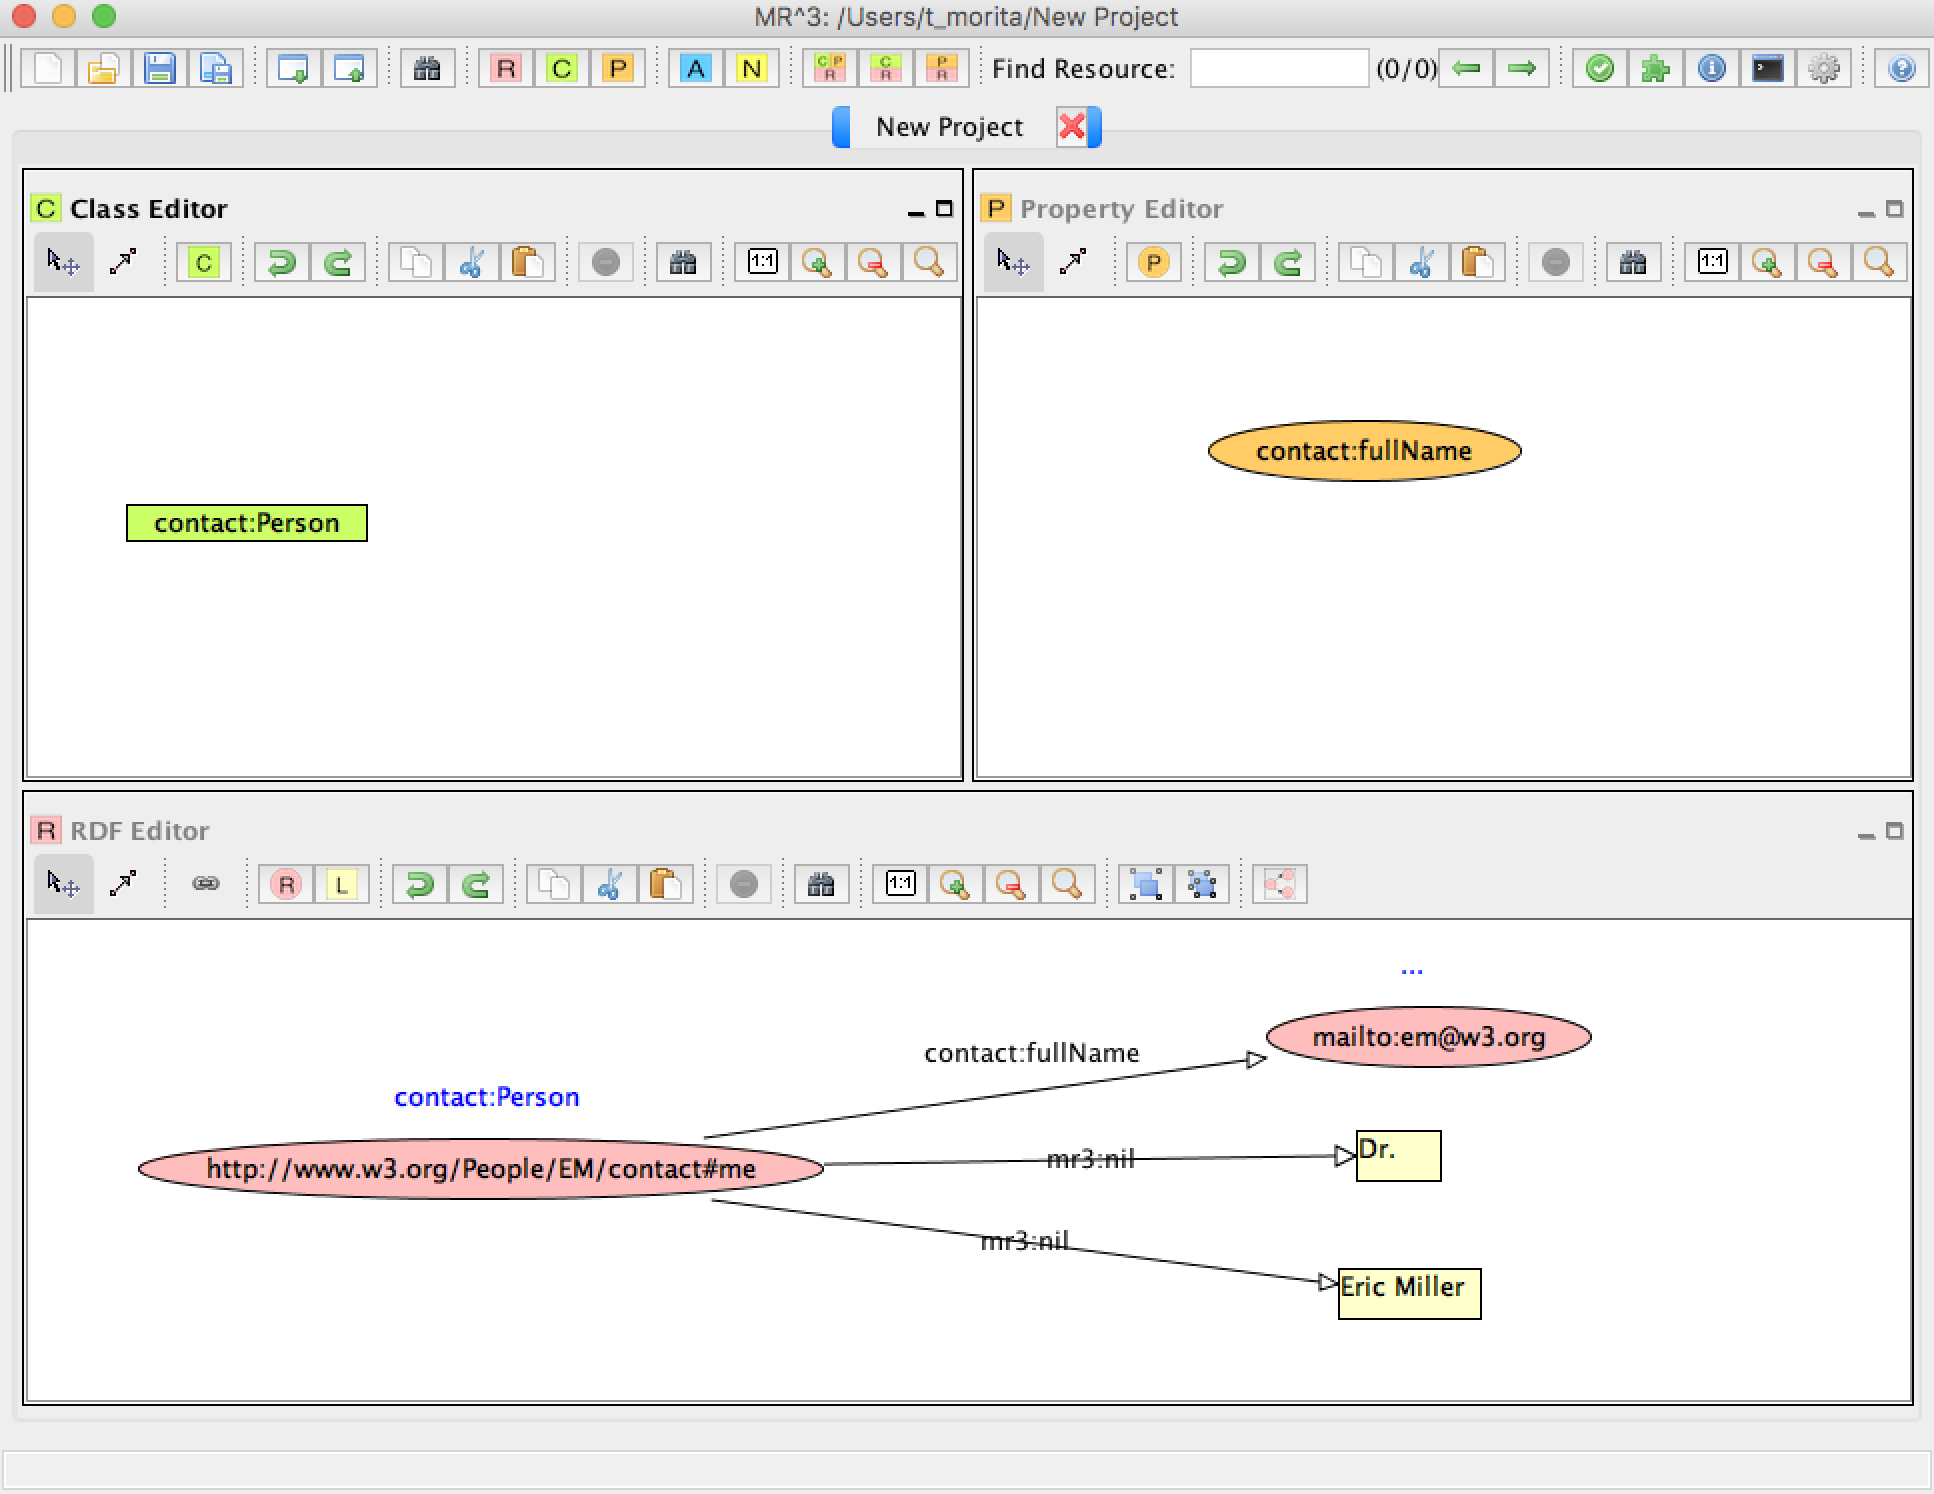 MR^3: /Users/t_morita/New Project
R C P A N C P R C R P R Find Resource: (0/0)
New Project
C Class Editor
C 1:1
P Property Editor
P 1:1
contact:Person
contact:fullName
R RDF Editor
R L 1:1
...
mailto:em@w3.org
contact:fullName
contact:Person
http://www.w3.org/People/EM/contact#me
mr3:nil
Dr.
mr3:nil
Eric Miller